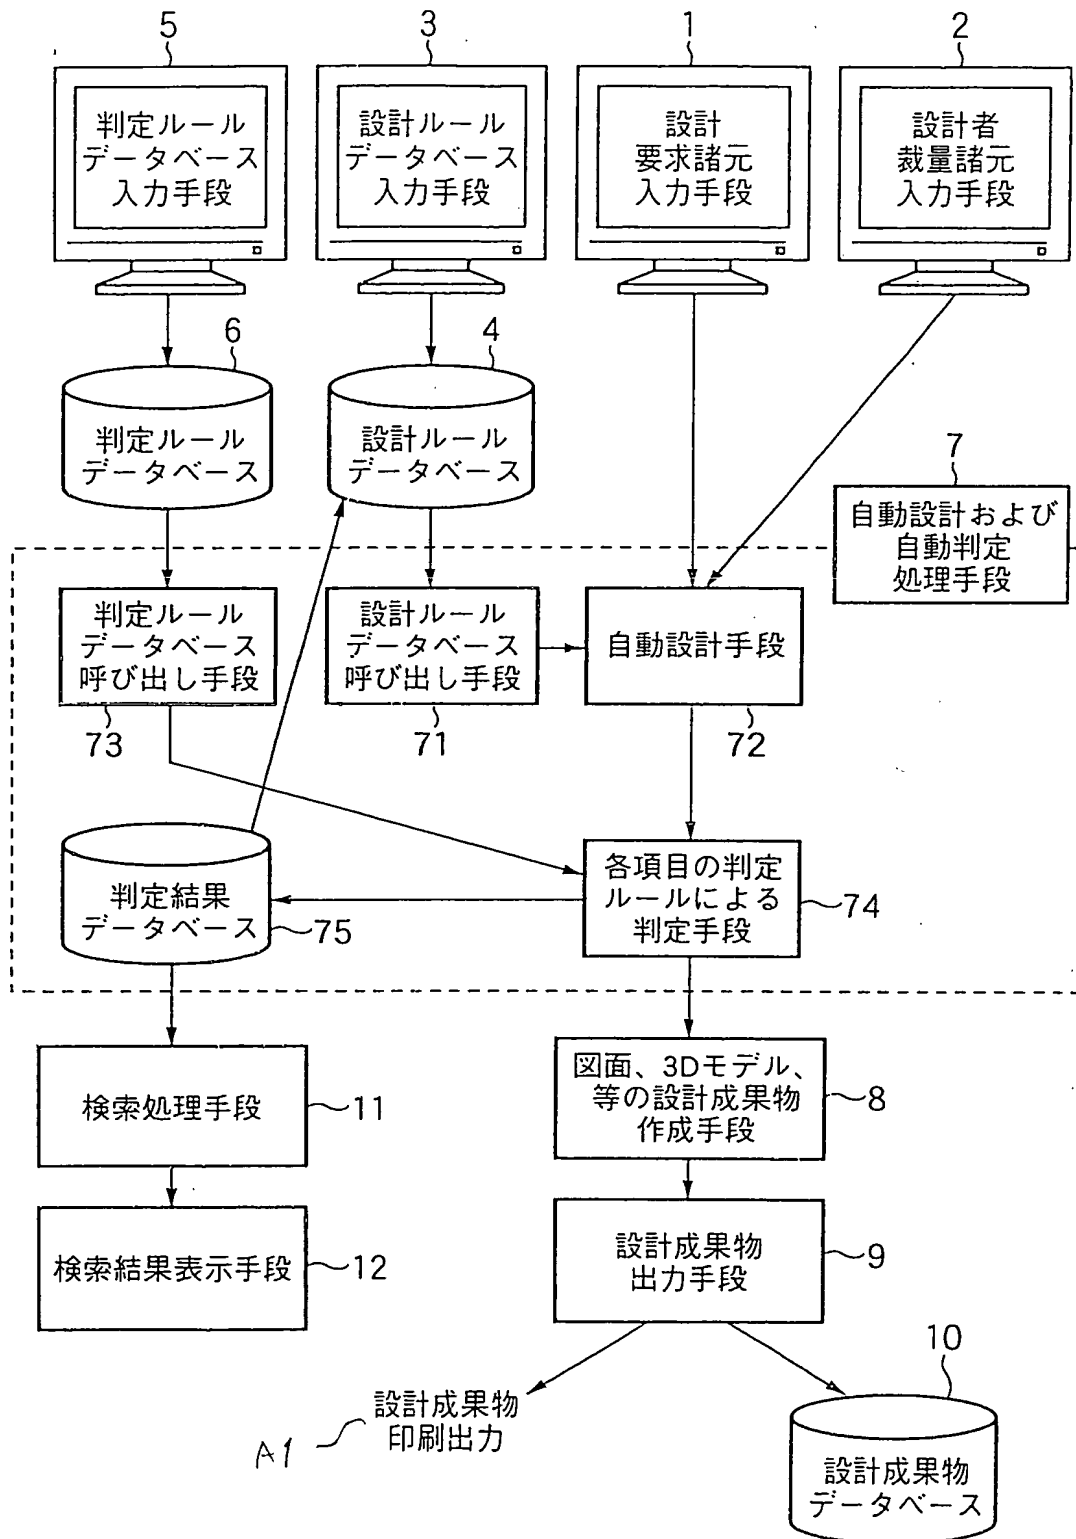 5
3
1
2
判定ルール
データベース
入力手段
設計ルール
データベース
入力手段
設計
要求諸元
入力手段
設計者
裁量諸元
入力手段
6
4
判定ルール
データベース
設計ルール
データベース
7
自動設計および
自動判定
処理手段
判定ルール
データベース
呼び出し手段
設計ルール
データベース
呼び出し手段
自動設計手段
73
71
72
判定結果
データベース
75
各項目の判定
ルールによる
判定手段
74
検索処理手段
11
図面、3Dモデル、
等の設計成果物
作成手段
8
検索結果表示手段
12
設計成果物
出力手段
9
10
A1
設計成果物
印刷出力
設計成果物
データベース